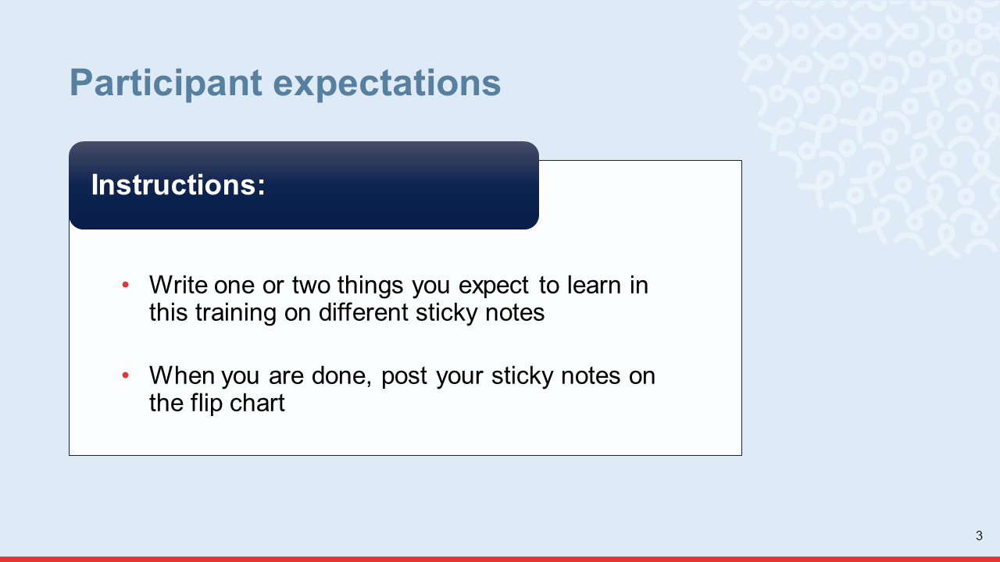 Participant expectations
Instructions:
• Write one or two things you expect to learn in
this training on different sticky notes
• When you are done, post your sticky notes on
the flip chart
3